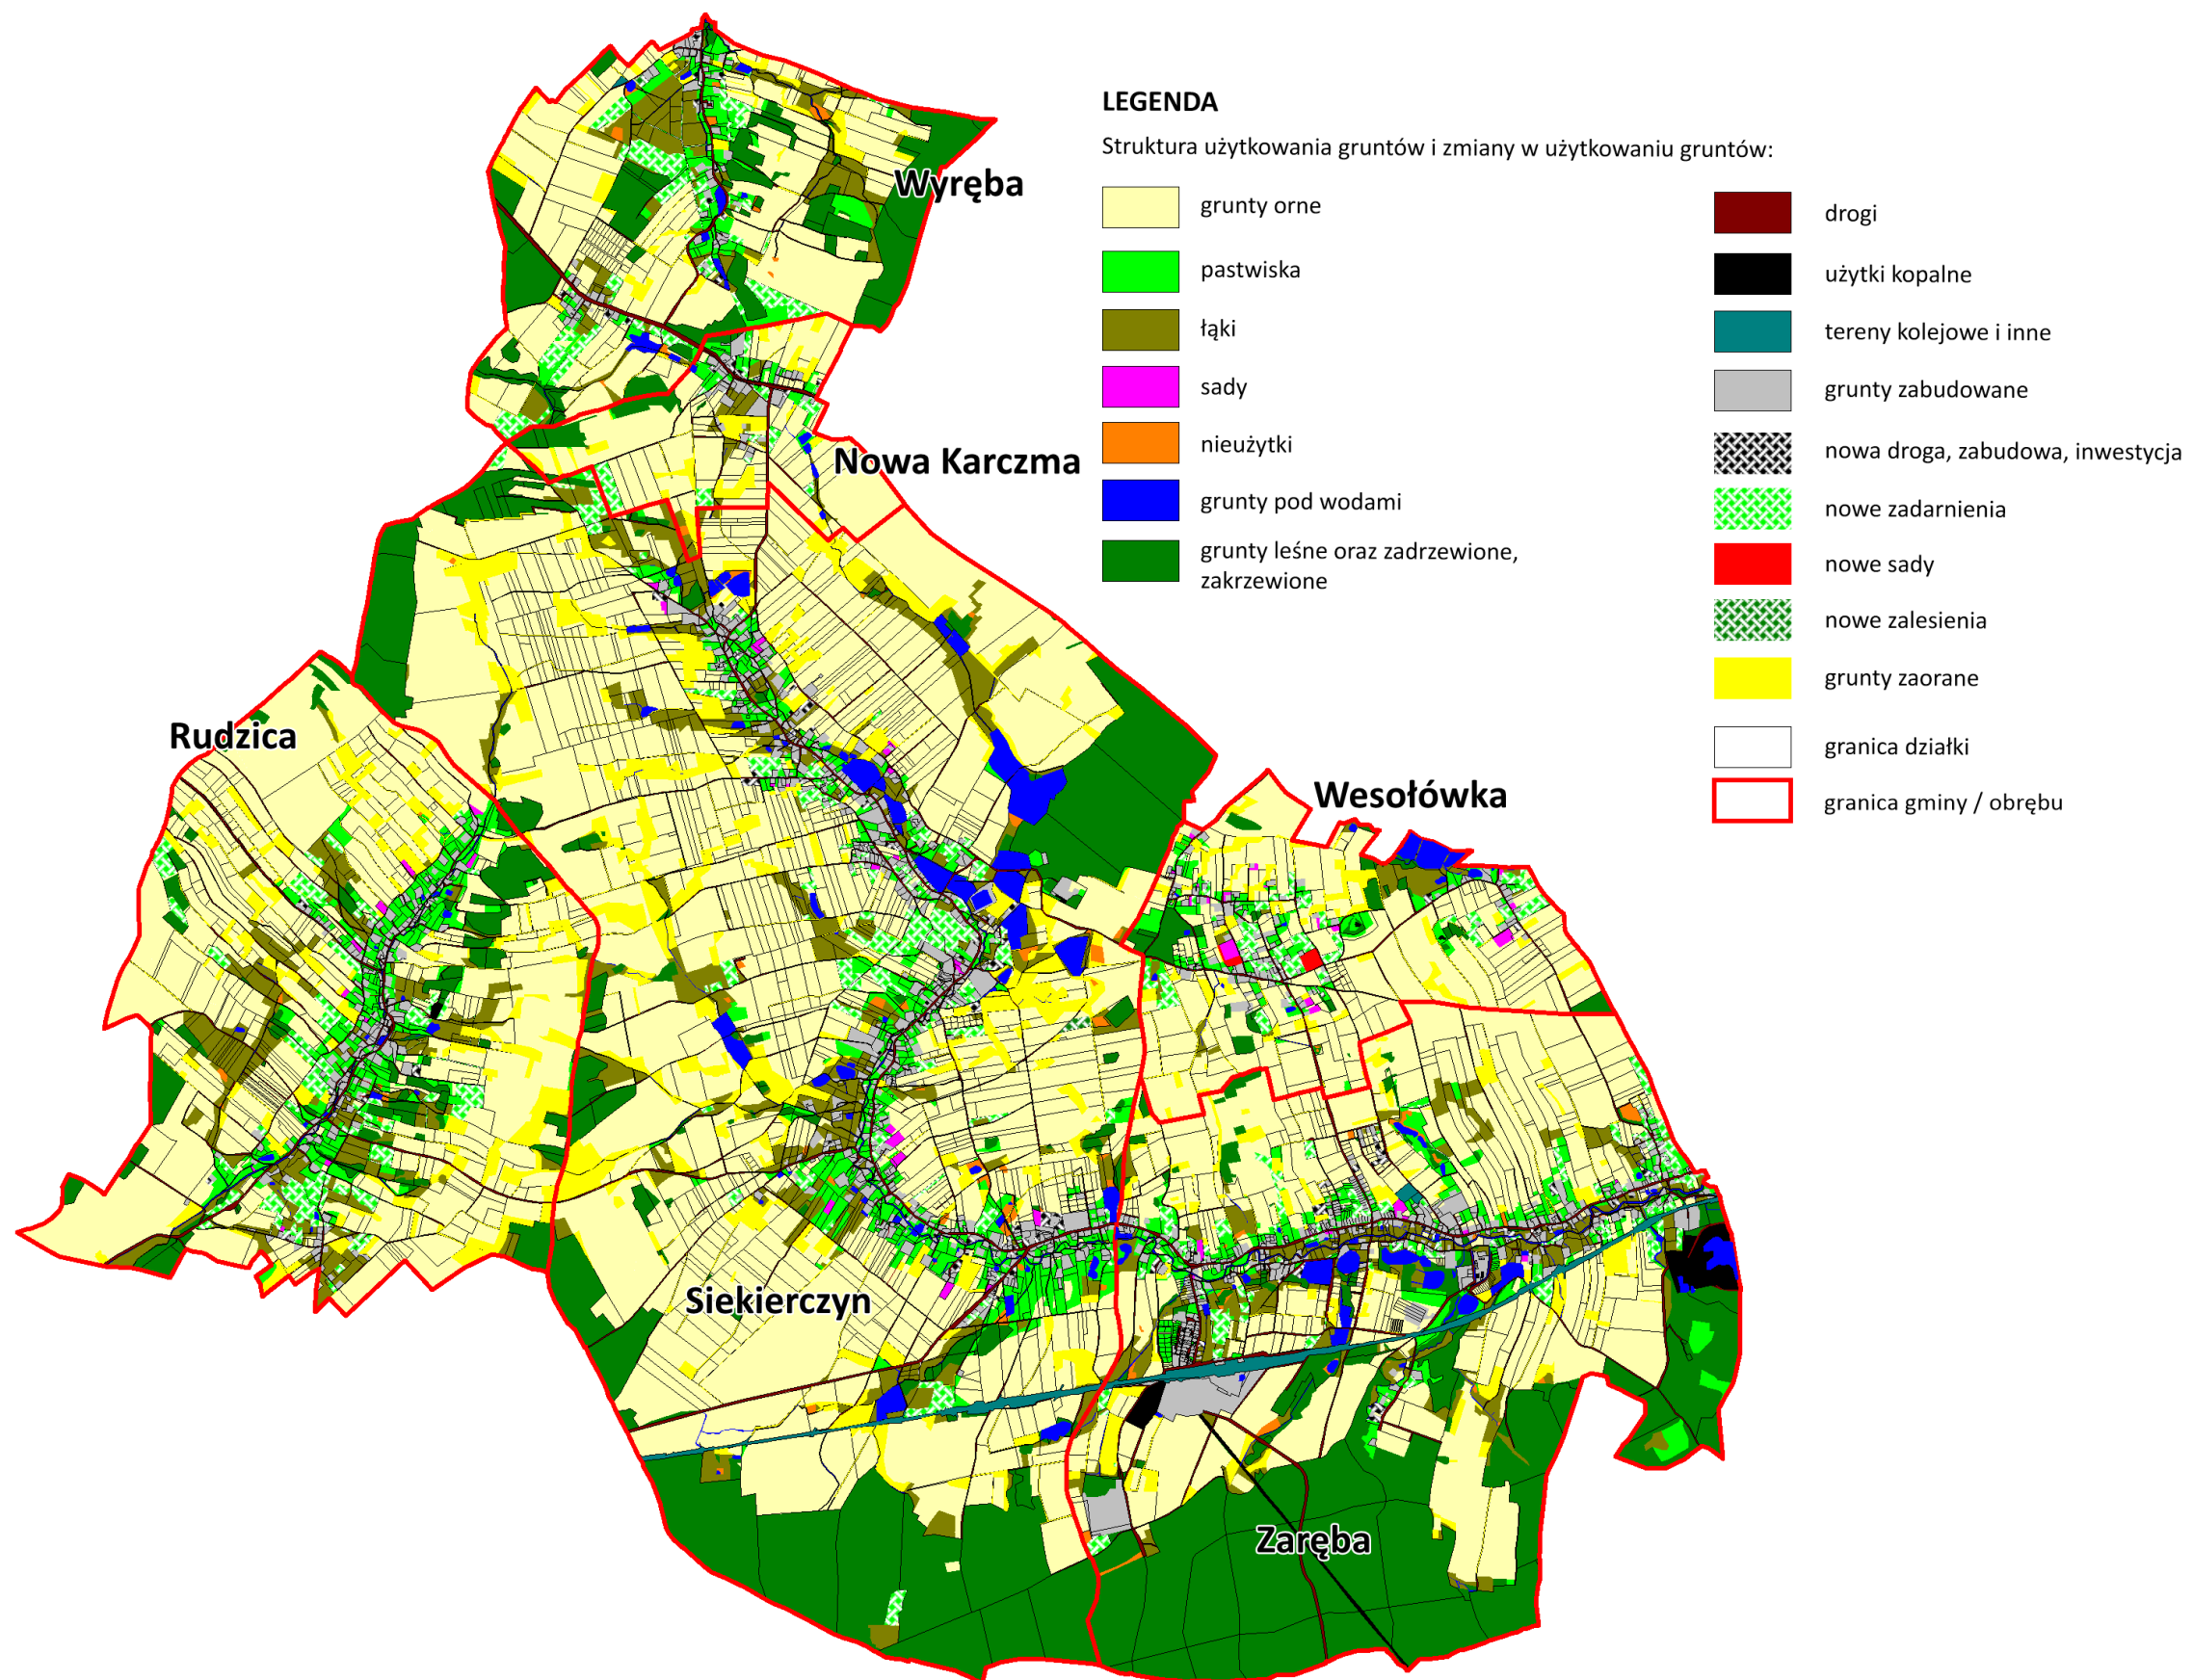 LEGENDA
Struktura użytkowania gruntów i zmiany w użytkowaniu gruntów:
grunty orne
pastwiska
łąki
sady
nieużytki
grunty pod wodami
grunty leśne oraz zadrzewione,
zakrzewione
drogi
użytki kopalne
tereny kolejowe i inne
grunty zabudowane
nowa droga, zabudowa, inwestycja
nowe zadarnienia
nowe sady
nowe zalesienia
grunty zaorane
granica działki
granica gminy / obrębu
Wyręba
Nowa Karczma
Rudzica
Wesołówka
Siekierczyn
Zaręba